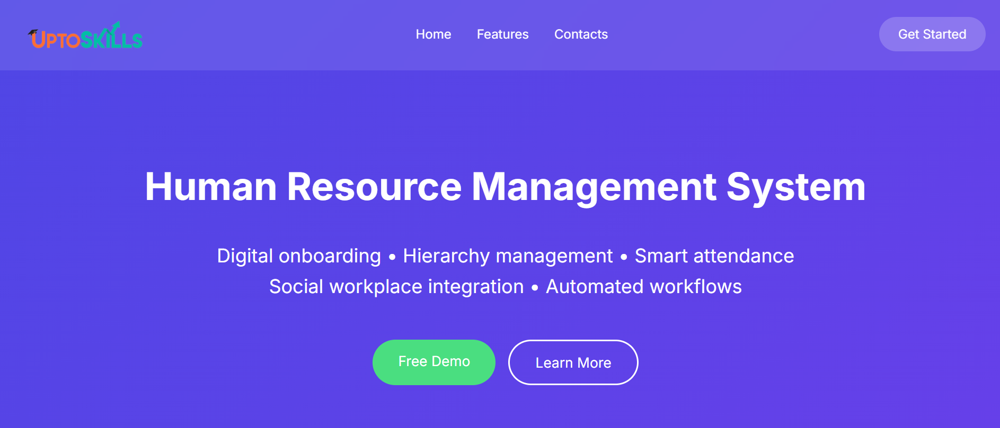 UPTOSKILLS
Home
Features
Contacts
Get Started
Human Resource Management System
Digital onboarding • Hierarchy management • Smart attendance
Social workplace integration • Automated workflows
Free Demo
Learn More